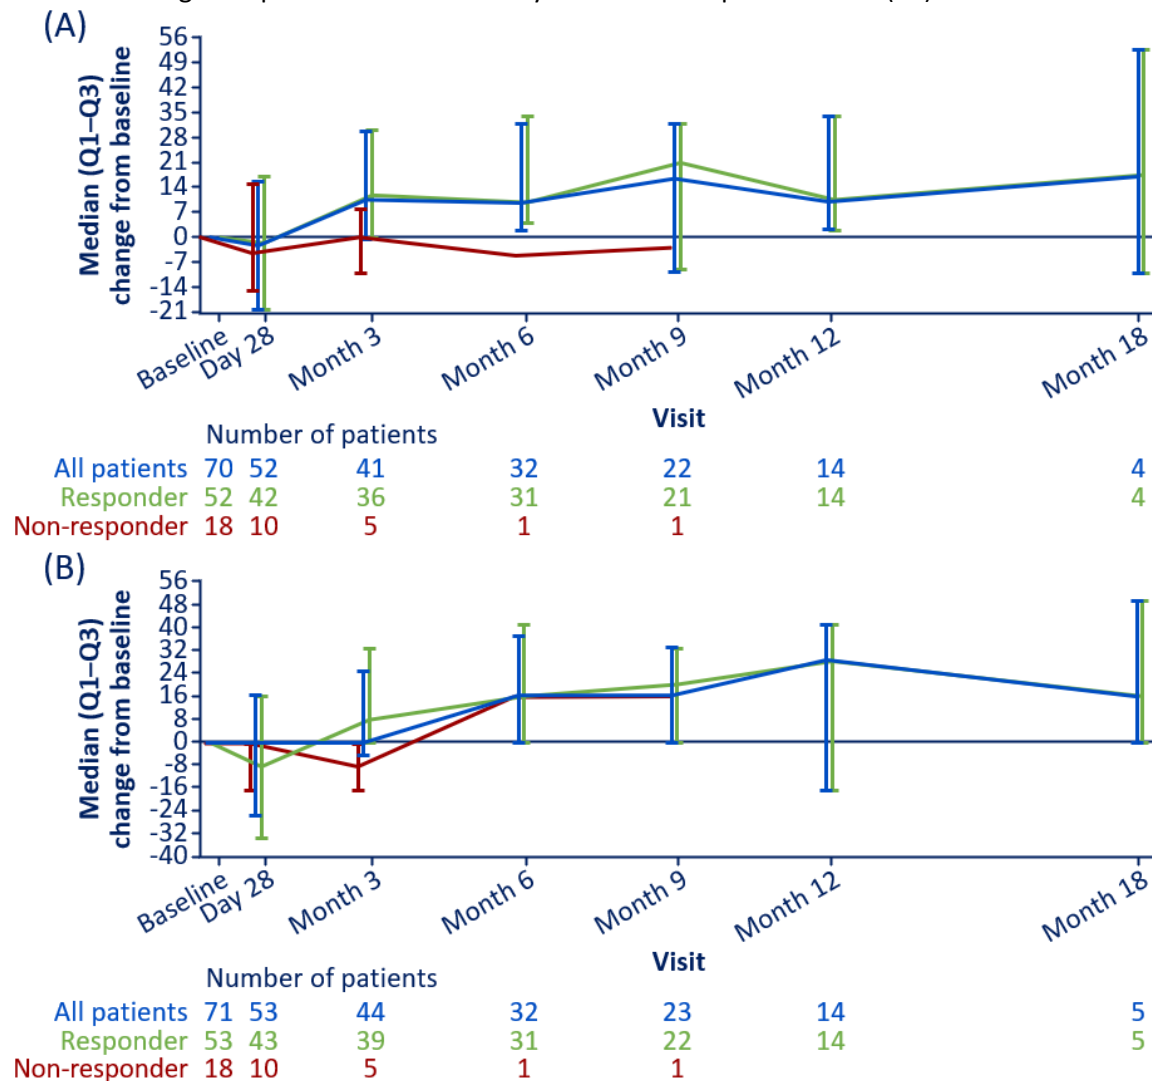 (A)
Median (Q1–Q3)
change from baseline
56
49
42
35
28
21
14
7
0
-7
-14
-21
Baseline Day 28 Month 3 Month 6 Month 9 Month 12 Month 18
Visit
Number of patients
All patients 70 52 41 32 22 14 4
Responder 52 42 36 31 21 14 4
Non-responder 18 10 5 1 1
(B)
Median (Q1–Q3)
change from baseline
56
48
40
32
24
16
8
0
-8
-16
-24
-32
-40
Baseline Day 28 Month 3 Month 6 Month 9 Month 12 Month 18
Visit
Number of patients
All patients 71 53 44 32 23 14 5
Responder 53 43 39 31 22 14 5
Non-responder 18 10 5 1 1